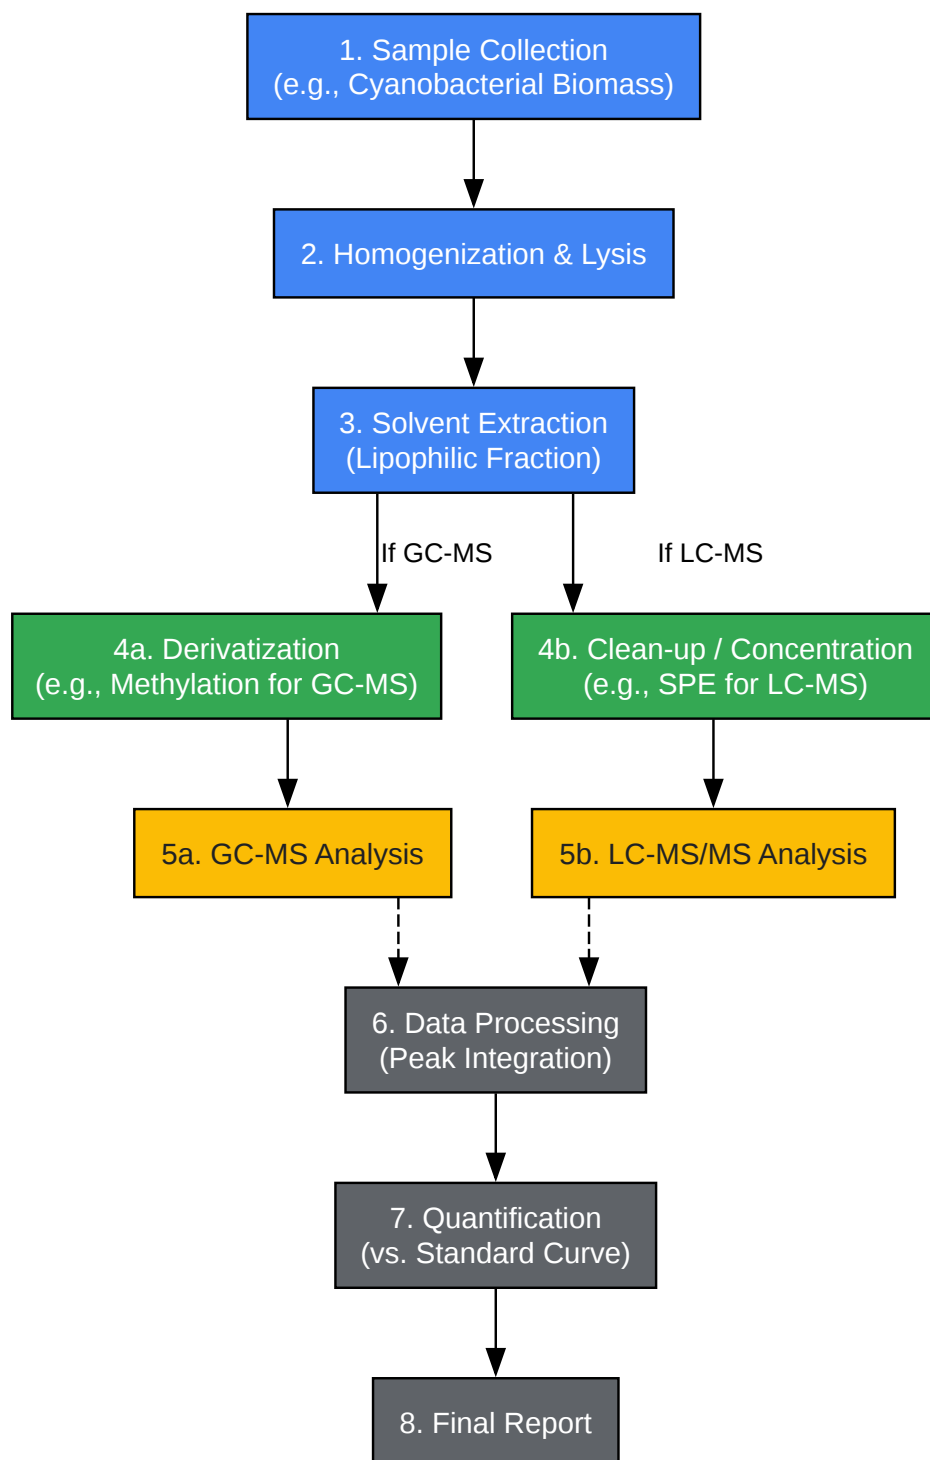 1. Sample Collection
(e.g., Cyanobacterial Biomass)
2. Homogenization & Lysis
3. Solvent Extraction
(Lipophilic Fraction)
If GC-MS
If LC-MS
4a. Derivatization
(e.g., Methylation for GC-MS)
4b. Clean-up / Concentration
(e.g., SPE for LC-MS)
5a. GC-MS Analysis
5b. LC-MS/MS Analysis
6. Data Processing
(Peak Integration)
7. Quantification
(vs. Standard Curve)
8. Final Report